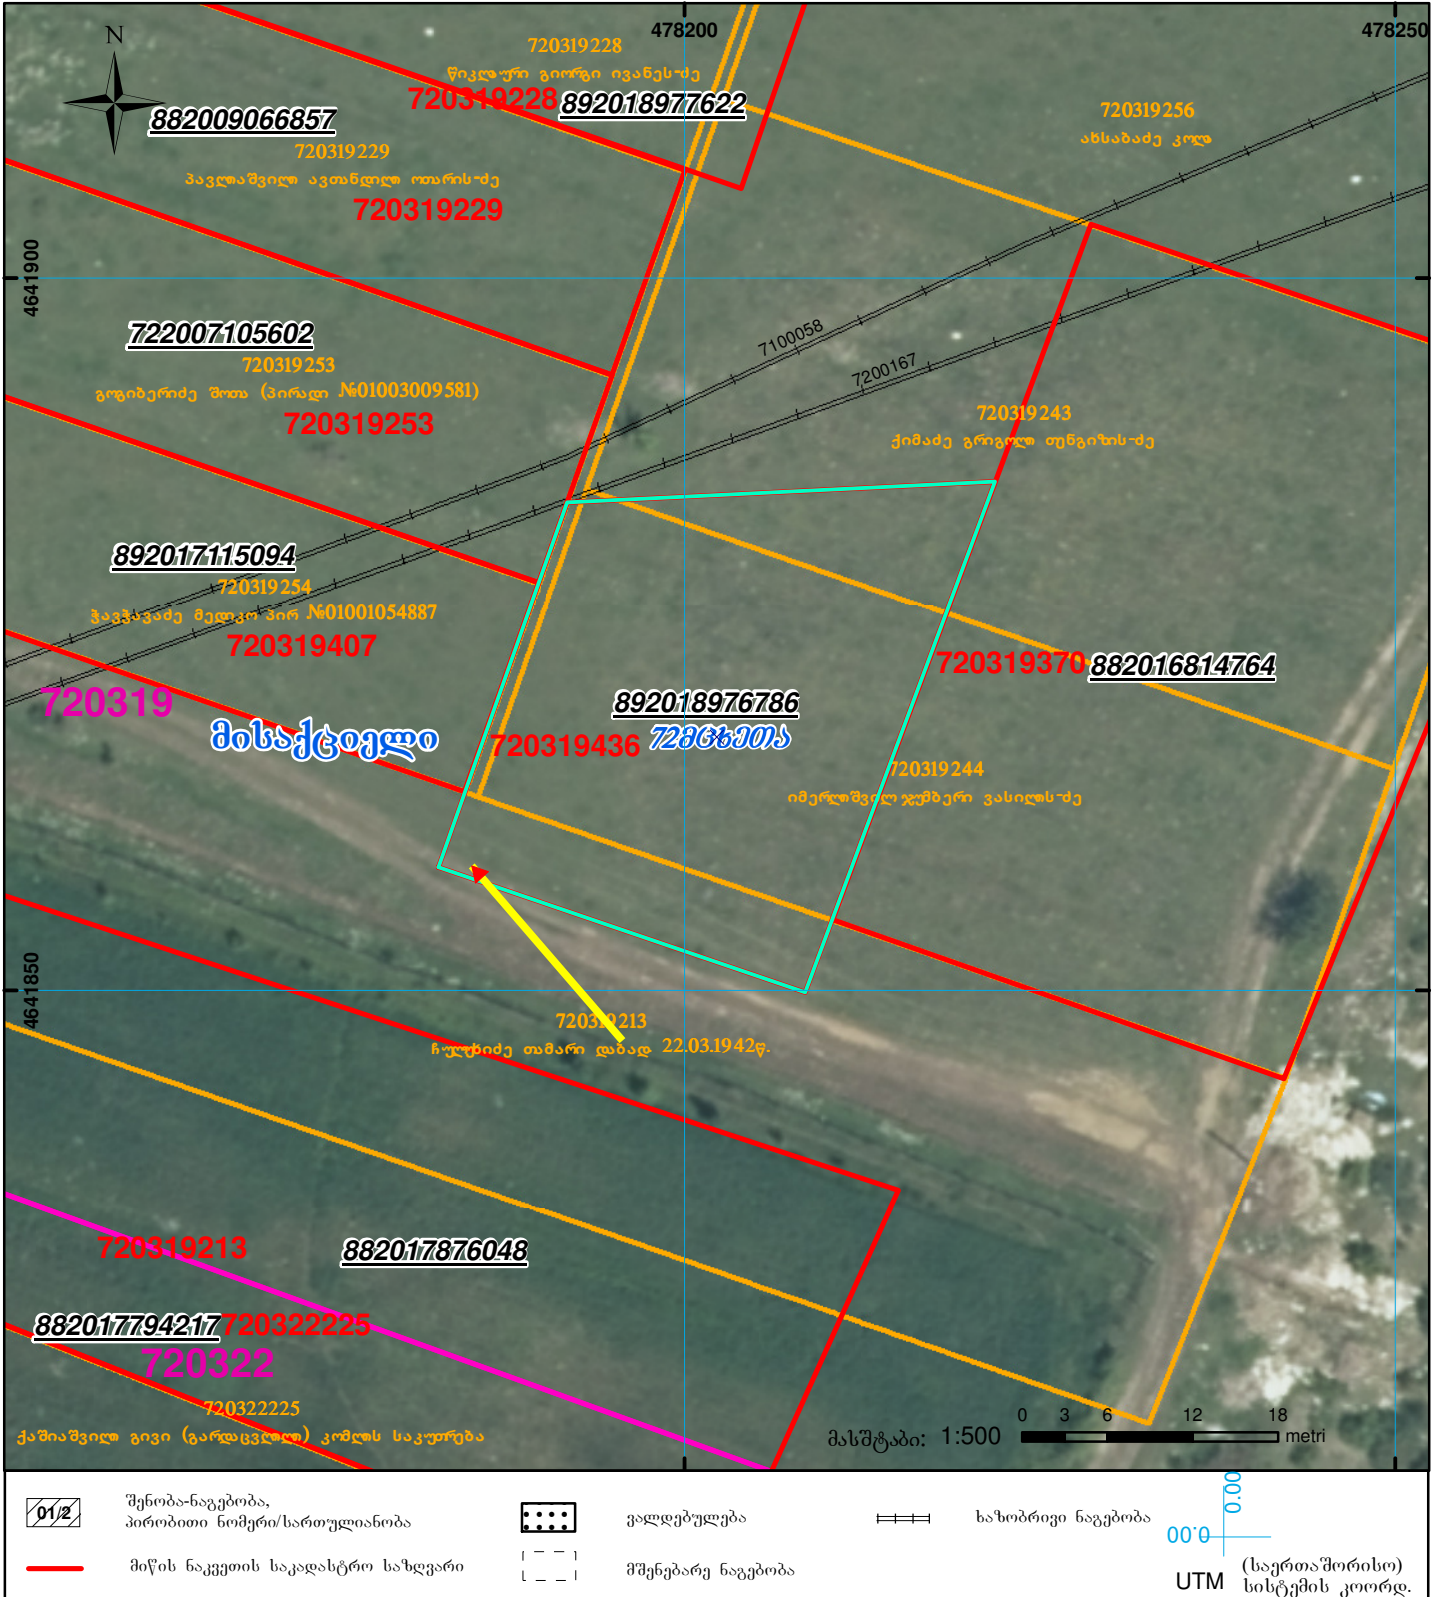 478200
478250
N
720319228
წიკლაური გიორგი ივანეს-ძე
720319228
892018977622
882009066857
720319256
ახსაბაძე კოლა
720319229
პავლიაშვილი ავთანდილი ოთარის-ძე
720319229
4641900
722007105602
7100058
7200167
720319253
გოგიბერიძე შოთა (პირადი №01003009581)
720319253
720319243
ქიმაძე გრიგოლი თენგიზის-ძე
892017115094
720319254
ჭავჭავაძე მედიკო პირ №01001054887
720319407
720319370
882016814764
720319
მისაქციელი
892018976786
720319436
72მცხეთა
720319244
იმერლიშვილი ჯუმბერი ვასილის-ძე
4641850
720319213
თამარი დაბად 22.03.1942წ.
720319213
882017876048
882017794217
720322225
720322
720322225
ქაშიაშვილი გივი (გარდაცვლილი) კომლის საკუთრება
მასშტაბი: 1:500
0 3 6 12 18
metri
01/2
შენობა-ნაგებობა,
პირობითი ნომერი/სართულიანობა
ვალდებულება
ხაზობრივი ნაგებობა
0.00
0.00
მიწის ნაკვეთის საკადასტრო საზღვარი
მშენებარე ნაგებობა
UTM
(საერთაშორისო)
სისტემის კოორდ.